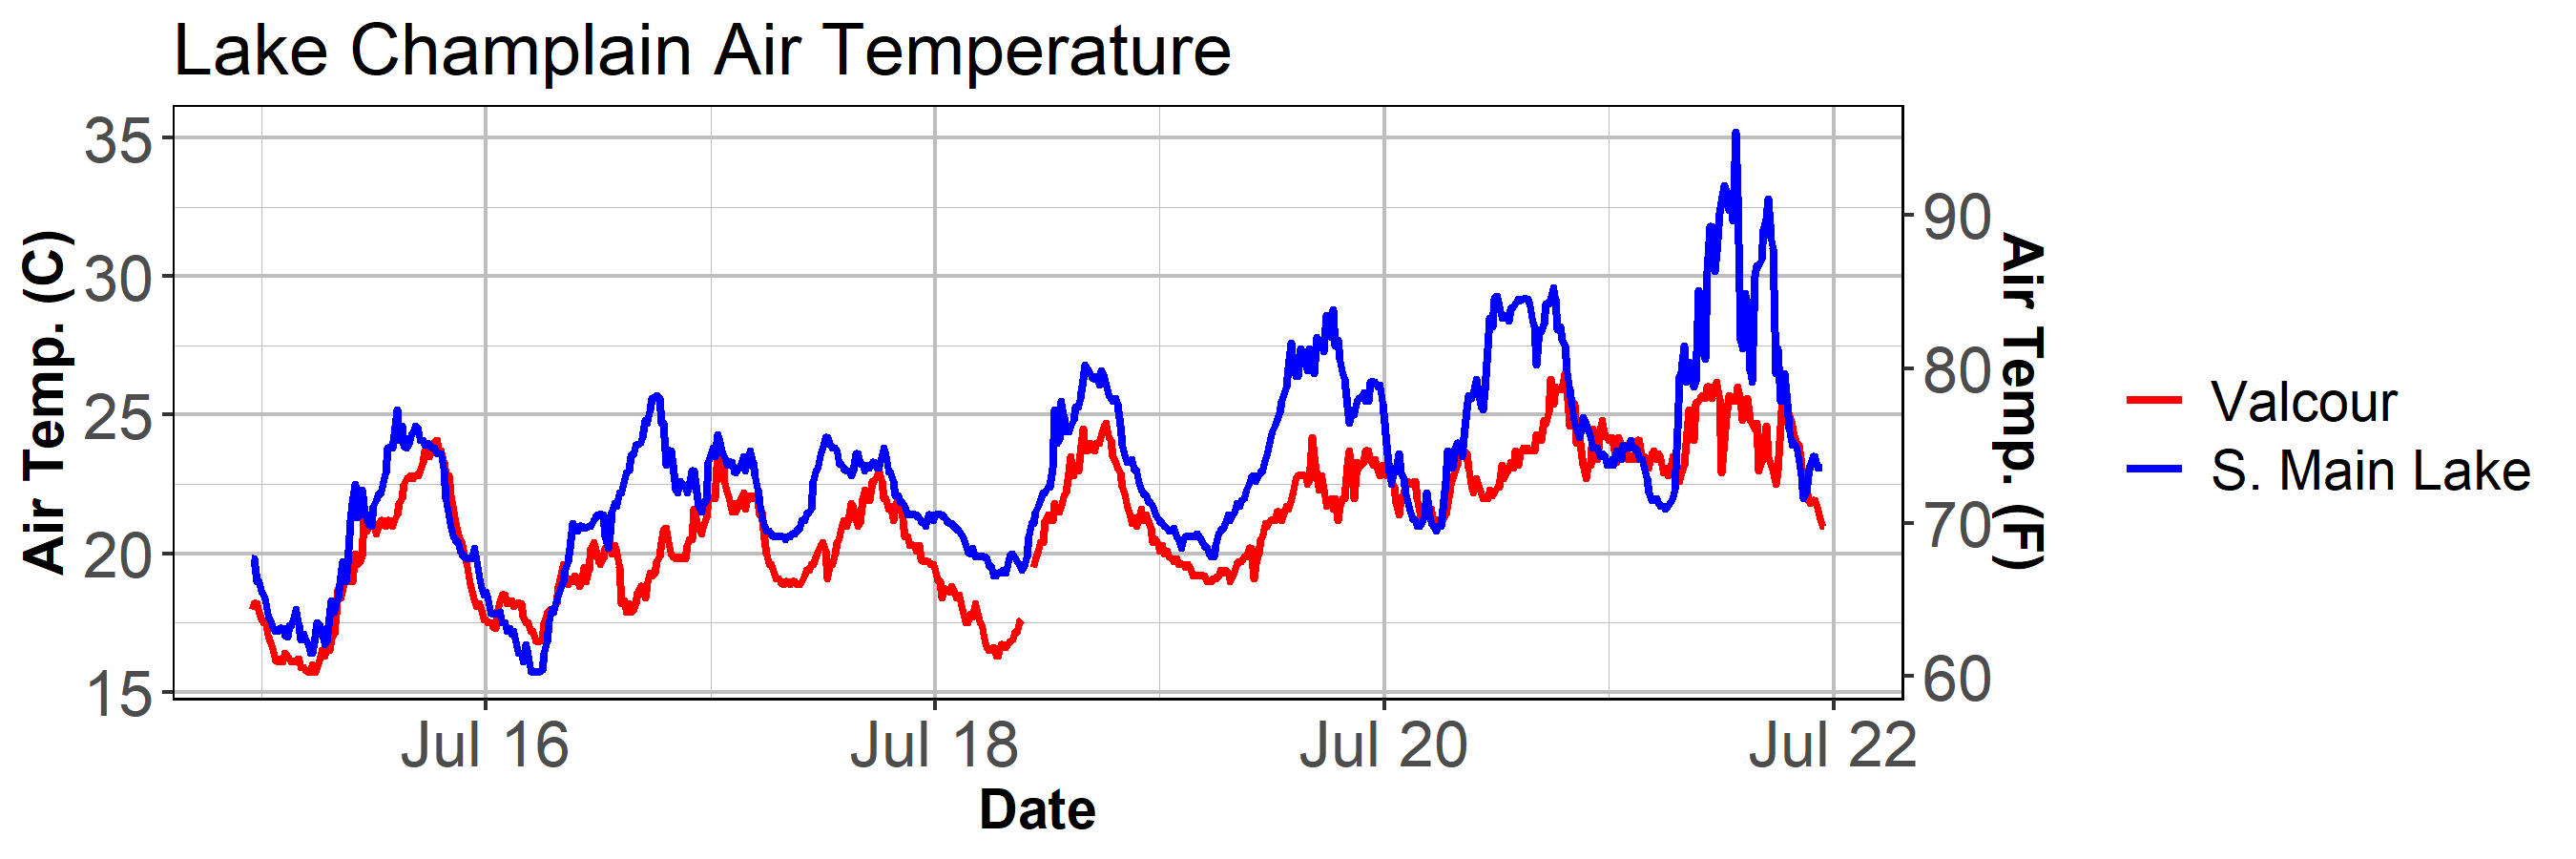 Lake Champlain Air Temperature
Air Temp. (C)
35
30
25
20
15
90
80
70
60
Air Temp. (F)
Jul 16 Jul 18 Jul 20 Jul 22
Date
Valcour
S. Main Lake